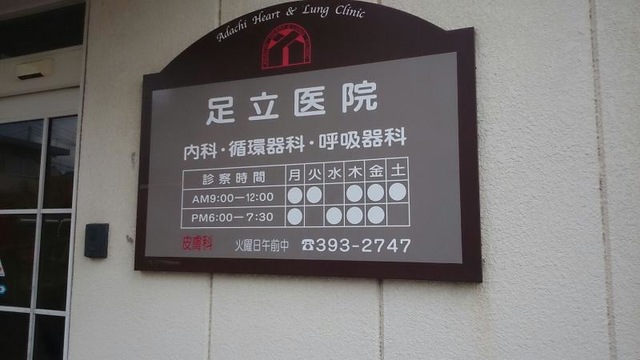 Adachi Heart & Lung Clinic
足立医院
内科・循環器科・呼吸器科
診察時間 月 火 水 木 金 土
AM9:00—12:00 ● ● ● ● ●
PM6:00—7:30 ● ● ● ●
皮膚科 火曜日午前中 ☎393-2747